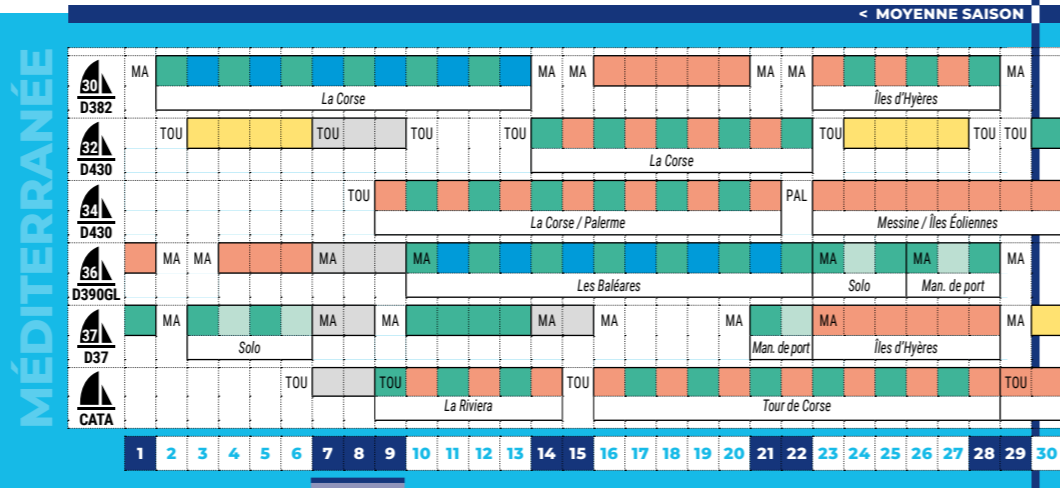 < MOYENNE SAISON
MÉDITERRANÉE
30 MA MA MA MA MA MA
D382 La Corse Îles d'Hyères
32 TOU TOU TOU TOU TOU TOU TOU
D430 La Corse
34 TOU PAL
D430 La Corse / Palerme Messine / Îles Éoliennes
36 MA MA MA MA MA MA MA
D390GL Les Baléares Solo Man. de port
37 MA MA MA MA MA MA MA MA
D37 Solo Man. de port Îles d'Hyères
TOU TOU TOU TOU
CATA La Riviera Tour de Corse
1 2 3 4 5 6 7 8 9 10 11 12 13 14 15 16 17 18 19 20 21 22 23 24 25 26 27 28 29 30